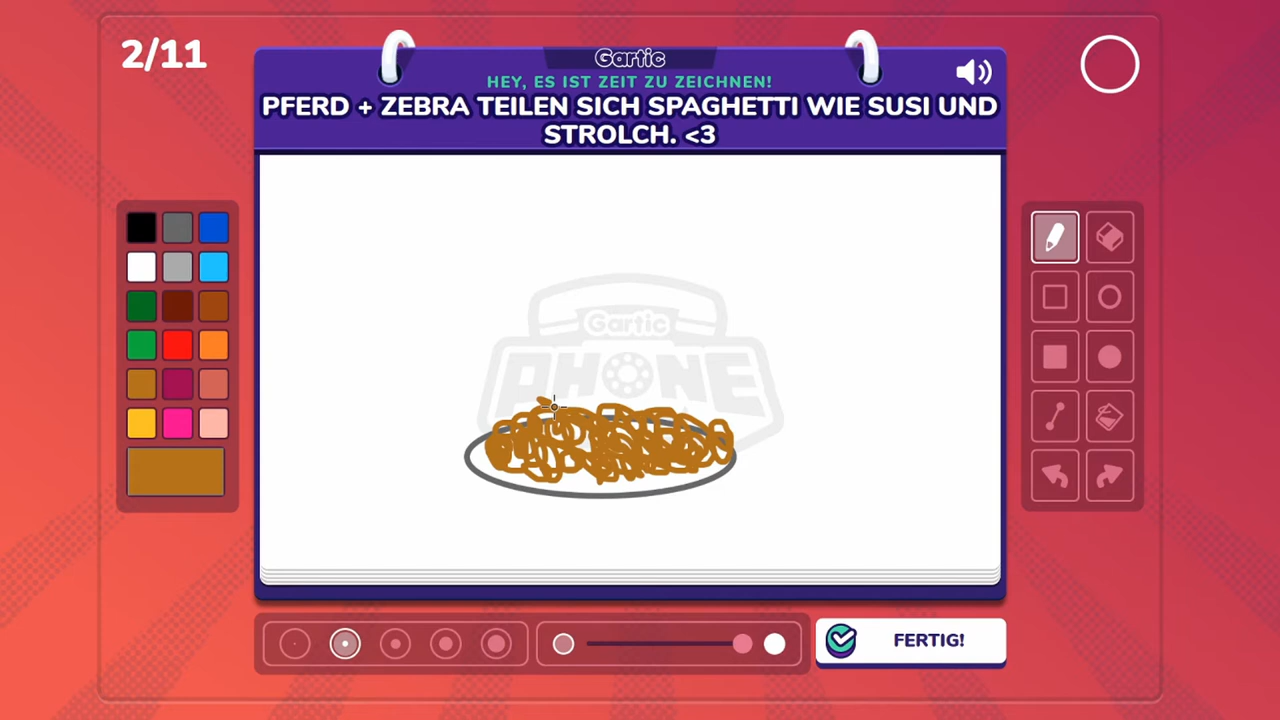 2/11
Gartic
HEY, ES IST ZEIT ZU ZEICHNEN!
PFERD + ZEBRA TEILEN SICH SPAGHETTI WIE SUSI UND
STROLCH. <3
Gartic
PHONE
FERTIG!